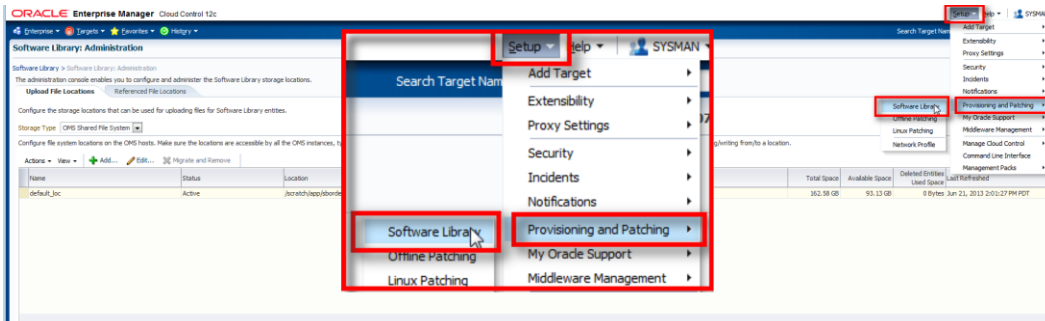 ORACLE Enterprise Manager Cloud Control 12c
Setup Help SYSMAN
Enterprise Targets Favorites History
Search Target Nam
Software Library: Administration
Software Library > Software Library: Administration
The administration console enables you to configure and administer the Software Library storage locations.
Upload File Locations Referenced File Locations
Configure the storage locations that can be used for uploading files for Software Library entities.
Storage Type OMS Shared File System
Configure file system locations on the OMS hosts. Make sure the locations are accessible by all the OMS instances,
g/writing from/to a location.
Actions View Add... Edit... Migrate and Remove
Name Status Location Total Space Available Space Deleted Entities Used Space Last Refreshed
default_loc Active /scratch/app/sborde 162.58 GB 93.13 GB 0 Bytes Jun 21, 2013 2:01:27 PM PDT
Setup Help SYSMAN
Search Target Nam
Add Target
Extensibility
Proxy Settings
Security
Incidents
Notifications
Provisioning and Patching
My Oracle Support
Middleware Management
Software Library
Offline Patching
Linux Patching
Add Target
Extensibility
Proxy Settings
Security
Incidents
Notifications
Provisioning and Patching
My Oracle Support
Middleware Management
Manage Cloud Control
Command Line Interface
Management Packs
Software Library
Offline Patching
Linux Patching
Network Profile